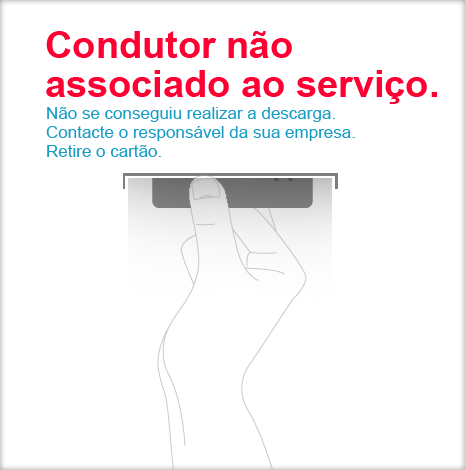 Condutor não
associado ao serviço.
Não se conseguiu realizar a descarga.
Contacte o responsável da sua empresa.
Retire o cartão.